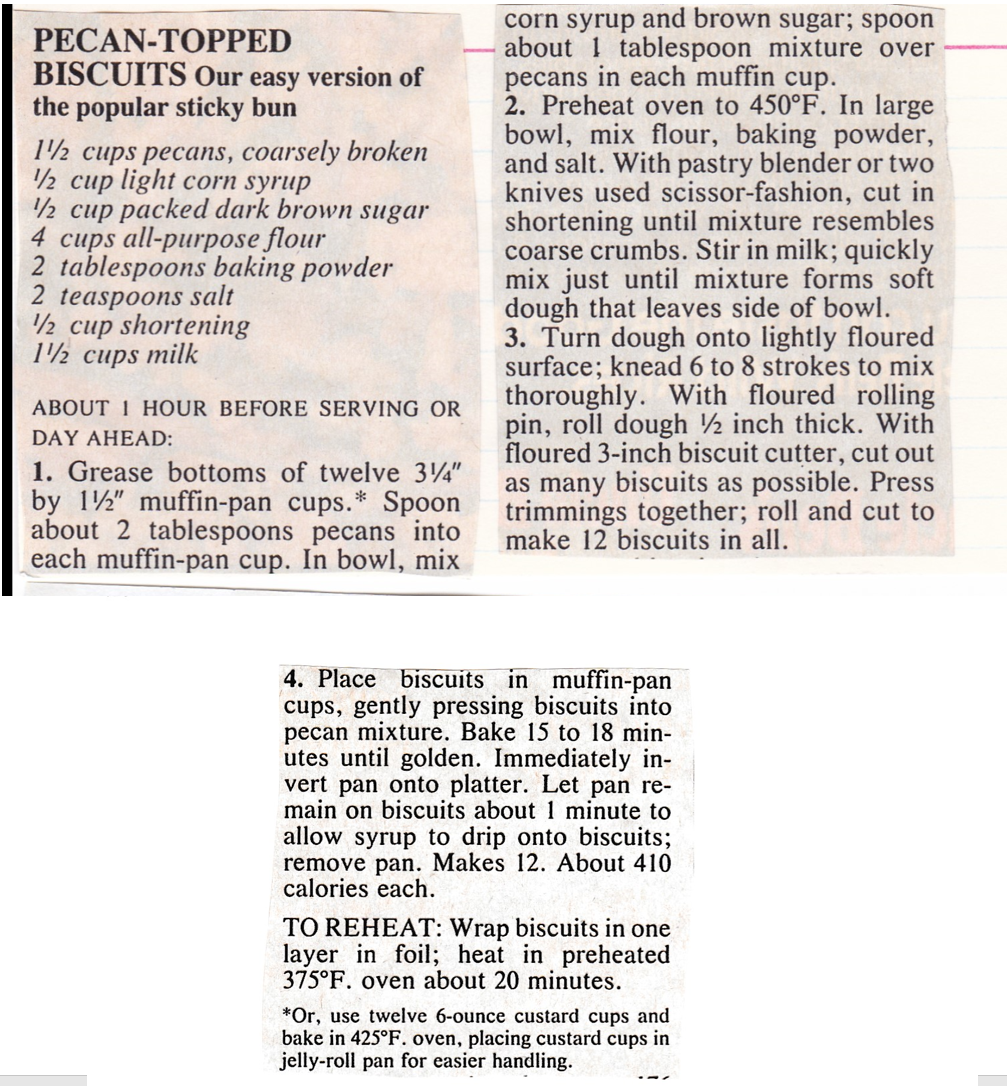 PECAN-TOPPED
BISCUITS Our easy version of
the popular sticky bun
1½ cups pecans, coarsely broken
½ cup light corn syrup
½ cup packed dark brown sugar
4 cups all-purpose flour
2 tablespoons baking powder
2 teaspoons salt
½ cup shortening
1½ cups milk
ABOUT 1 HOUR BEFORE SERVING OR
DAY AHEAD:
1. Grease bottoms of twelve 3¼"
by 1½" muffin-pan cups.* Spoon
about 2 tablespoons pecans into
each muffin-pan cup. In bowl, mix
corn syrup and brown sugar; spoon
about 1 tablespoon mixture over
pecans in each muffin cup.
2. Preheat oven to 450°F. In large
bowl, mix flour, baking powder,
and salt. With pastry blender or two
knives used scissor-fashion, cut in
shortening until mixture resembles
coarse crumbs. Stir in milk; quickly
mix just until mixture forms soft
dough that leaves side of bowl.
3. Turn dough onto lightly floured
surface; knead 6 to 8 strokes to mix
thoroughly. With floured rolling
pin, roll dough ½ inch thick. With
floured 3-inch biscuit cutter, cut out
as many biscuits as possible. Press
trimmings together; roll and cut to
make 12 biscuits in all.
4. Place biscuits in muffin-pan
cups, gently pressing biscuits into
pecan mixture. Bake 15 to 18 min-
utes until golden. Immediately in-
vert pan onto platter. Let pan re-
main on biscuits about 1 minute to
allow syrup to drip onto biscuits;
remove pan. Makes 12. About 410
calories each.
TO REHEAT: Wrap biscuits in one
layer in foil; heat in preheated
375°F. oven about 20 minutes.
*Or, use twelve 6-ounce custard cups and
bake in 425°F. oven, placing custard cups in
jelly-roll pan for easier handling.